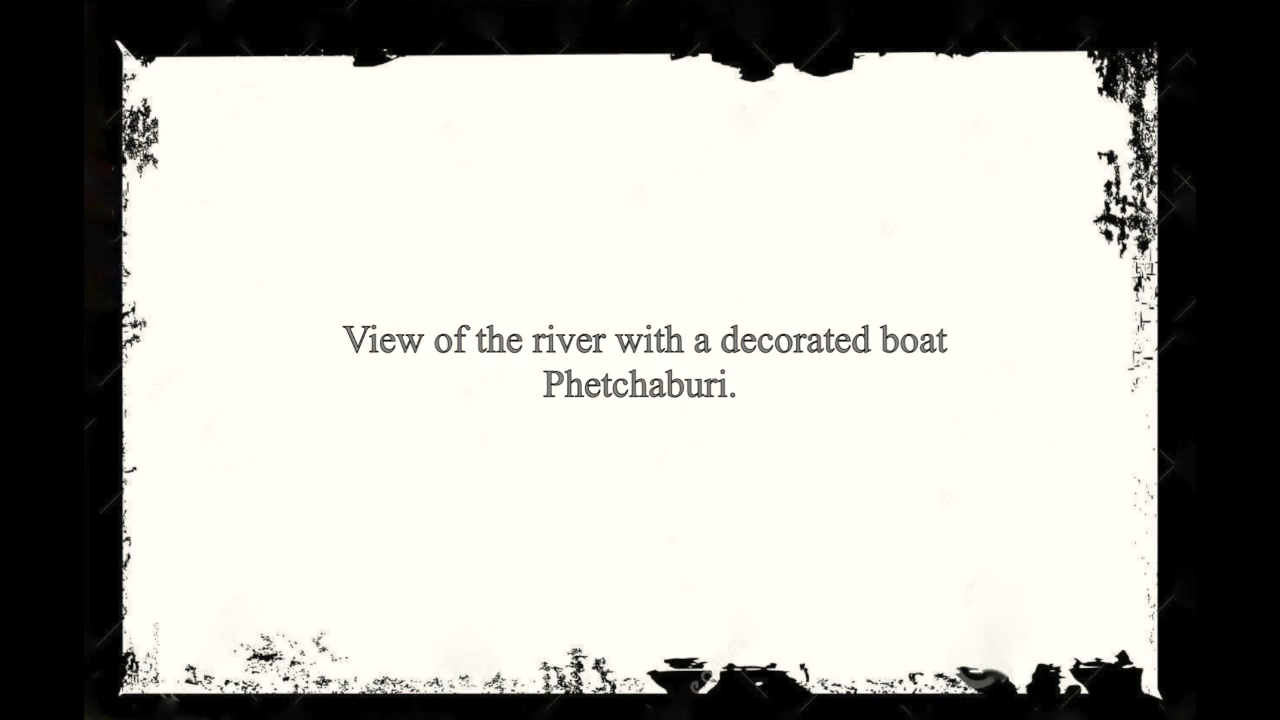 View of the river with a decorated boat
Phetchaburi.